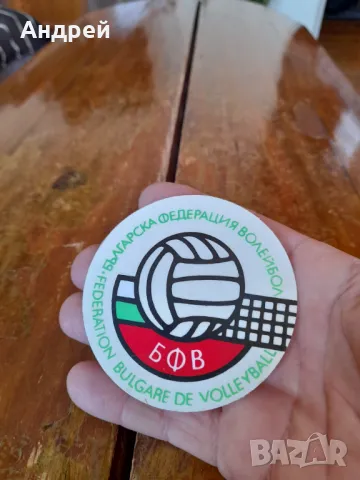 Андрей
БЪЛГАРСКА ФЕДЕРАЦИЯ ВОЛЕЙБОЛ
FEDERATION BULGARE DE VOLLEYBALL
БФВ
BAZAR